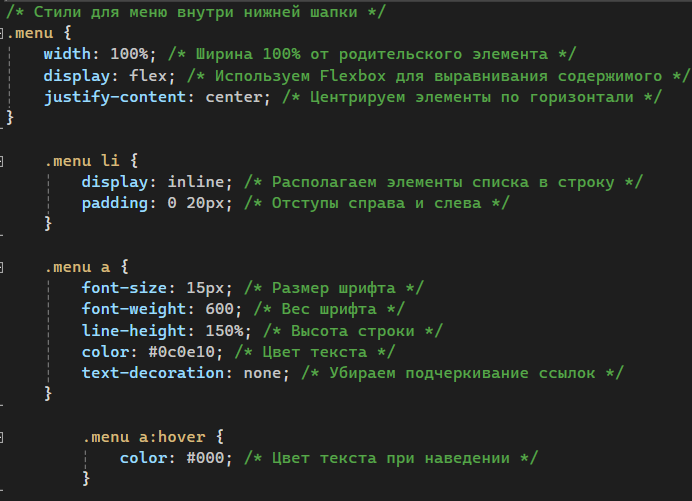 /* Стили для меню внутри нижней шапки */
.menu {
    width: 100%; /* Ширина 100% от родительского элемента */
    display: flex; /* Используем Flexbox для выравнивания содержимого */
    justify-content: center; /* Центрируем элементы по горизонтали */
}

    .menu li {
        display: inline; /* Располагаем элементы списка в строку */
        padding: 0 20px; /* Отступы справа и слева */
    }

    .menu a {
        font-size: 15px; /* Размер шрифта */
        font-weight: 600; /* Вес шрифта */
        line-height: 150%; /* Высота строки */
        color: #0c0e10; /* Цвет текста */
        text-decoration: none; /* Убираем подчеркивание ссылок */
    }

        .menu a:hover {
            color: #000; /* Цвет текста при наведении */
        }